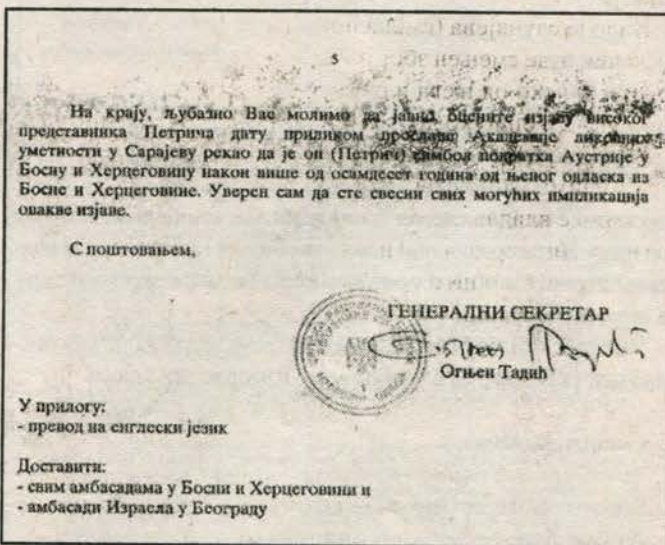 5
На крају, љубазно Вас молимо да јавно оцените изјаву високог
представника Петрича дату приликом прославе Академије ликовних
уметности у Сарајеву рекао да је он (Петрич) симбол повратка Аустрије у
Босну и Херцеговину након више од осамдесет година од њеног одласка из
Босне и Херцеговине. Уверен сам да сте свесни свих могућих импликација
овакве изјаве.
С поштовањем,
ГЕНЕРАЛНИ СЕКРЕТАР
Огњен Тадић
У прилогу:
- превод на енглески језик
Доставити:
- свим амбасадама у Босни и Херцеговини и
- амбасади Израела у Београду